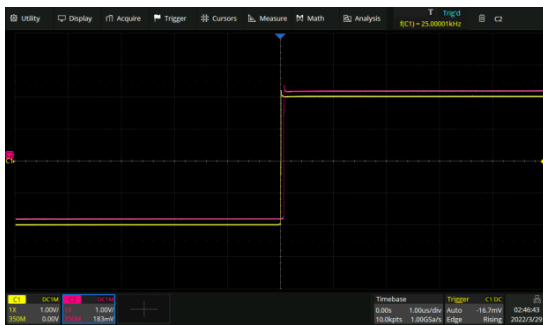 Utility Display Acquire Trigger Cursors Measure Math Analysis T Trig'd C2
f(C1) = 25.00001kHz
C1 DC1M C2 DC1M Timebase Trigger C1 DC
1X 1.00V/ 1X 1.00V/ 0.00s 1.00us/div Auto -16.7mV 02:46:43
350M 0.00V 350M 183mV 10.0kpts 1.00GSa/s Edge Rising 2022/3/29